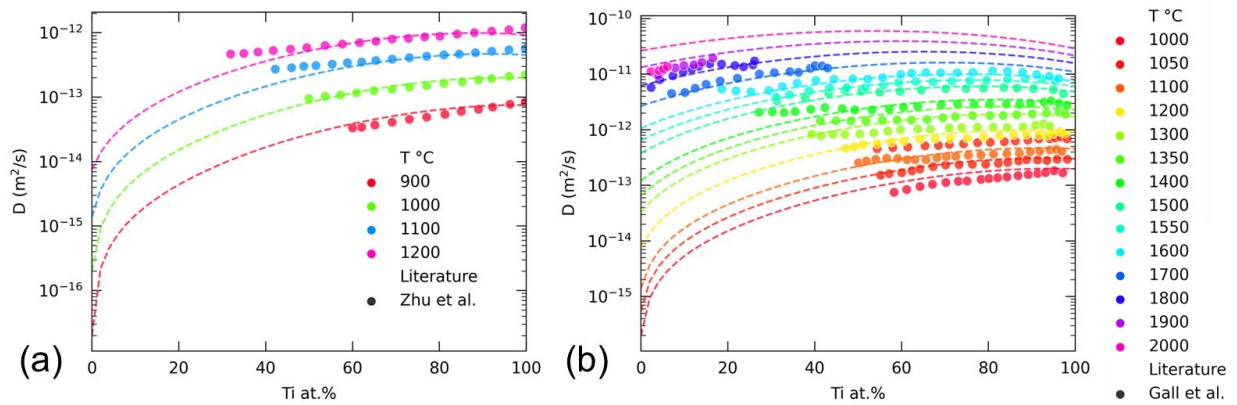 10⁻¹²
10⁻¹³
10⁻¹⁴
10⁻¹⁵
10⁻¹⁶
D (m²/s)
0 20 40 60 80 100
Ti at.%
T °C
900
1000
1100
1200
Literature
Zhu et al.
(a)
10⁻¹⁰
10⁻¹¹
10⁻¹²
10⁻¹³
10⁻¹⁴
10⁻¹⁵
D (m²/s)
0 20 40 60 80 100
Ti at.%
(b)
T °C
1000
1050
1100
1200
1300
1350
1400
1500
1550
1600
1700
1800
1900
2000
Literature
Gall et al.